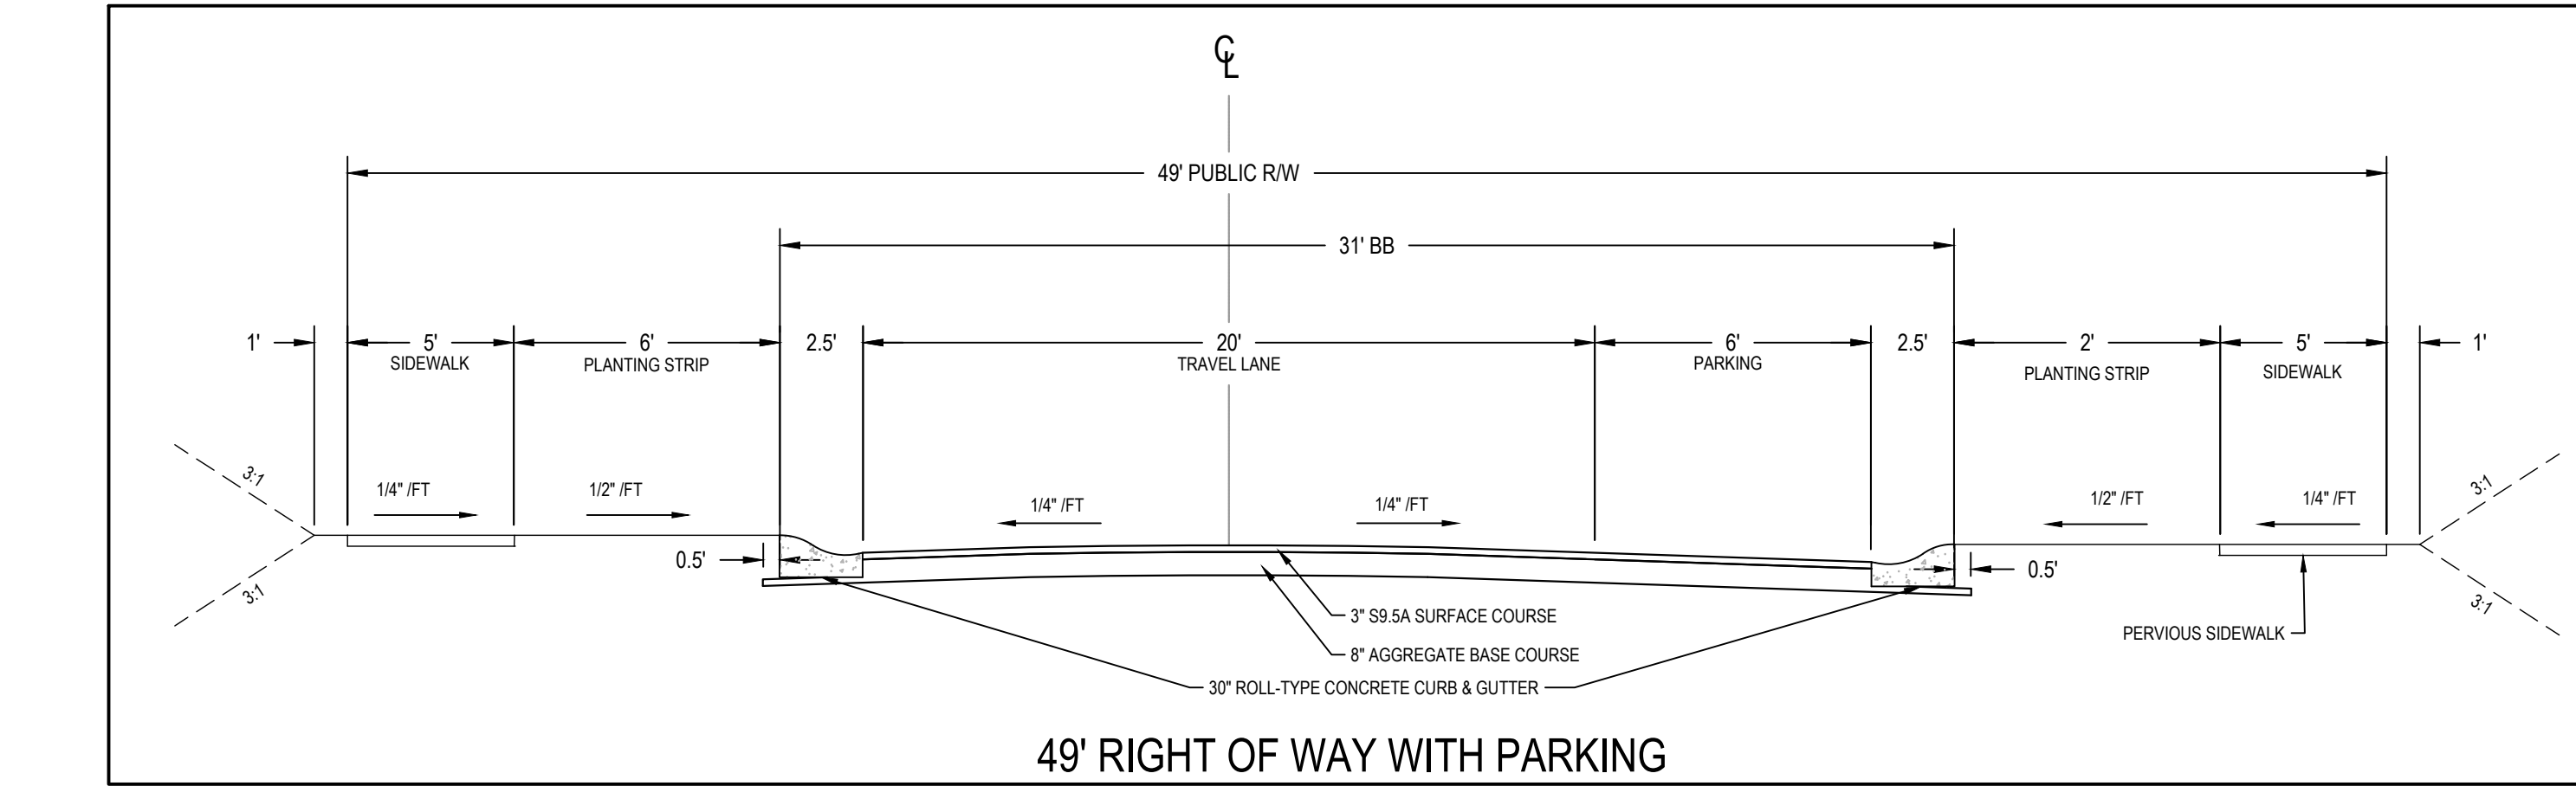 ℄
49' PUBLIC R/W
31' BB
1' 5' 6' 2.5' 20' 6' 2.5' 2' 5' 1'
SIDEWALK PLANTING STRIP TRAVEL LANE PARKING PLANTING STRIP SIDEWALK
3:1 1/4" /FT 1/2" /FT 1/4" /FT 1/4" /FT 1/2" /FT 1/4" /FT 3:1
3:1 0.5' 0.5' 3:1
3" S9.5A SURFACE COURSE
PERVIOUS SIDEWALK
8" AGGREGATE BASE COURSE
30" ROLL-TYPE CONCRETE CURB & GUTTER
49' RIGHT OF WAY WITH PARKING